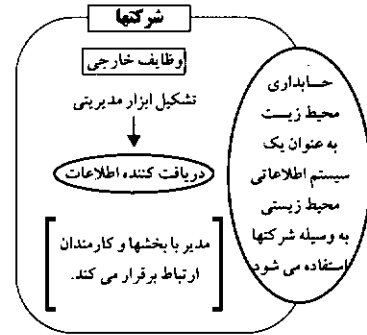 شرکتها
وظایف خارجی
تشکیل ابزار مدیریتی
دریافت کننده اطلاعات
مدیر با بخشها و کارمندان
ارتباط برقرار می کند.
حسابداری
محیط زیست
به عنوان یک
سیستم اطلاعاتی
محیط زیستی
به وسیله شرکتها
استفاده می شود